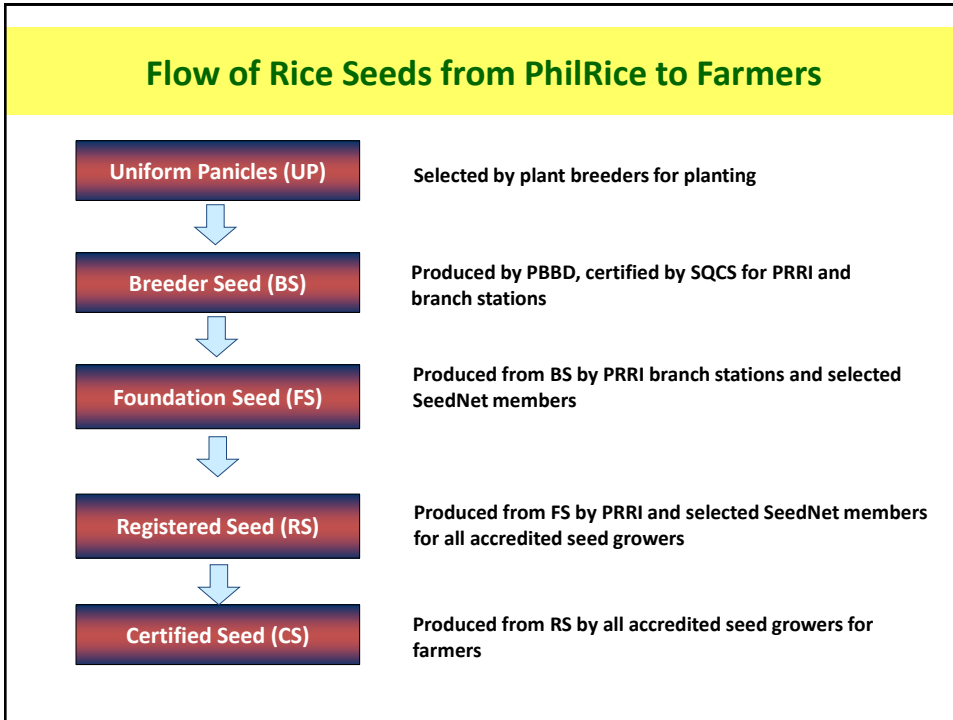 Flow of Rice Seeds from PhilRice to Farmers
Uniform Panicles (UP)
Selected by plant breeders for planting
Breeder Seed (BS)
Produced by PBBD, certified by SQCS for PRRI and
branch stations
Foundation Seed (FS)
Produced from BS by PRRI branch stations and selected
SeedNet members
Registered Seed (RS)
Produced from FS by PRRI and selected SeedNet members
for all accredited seed growers
Certified Seed (CS)
Produced from RS by all accredited seed growers for
farmers